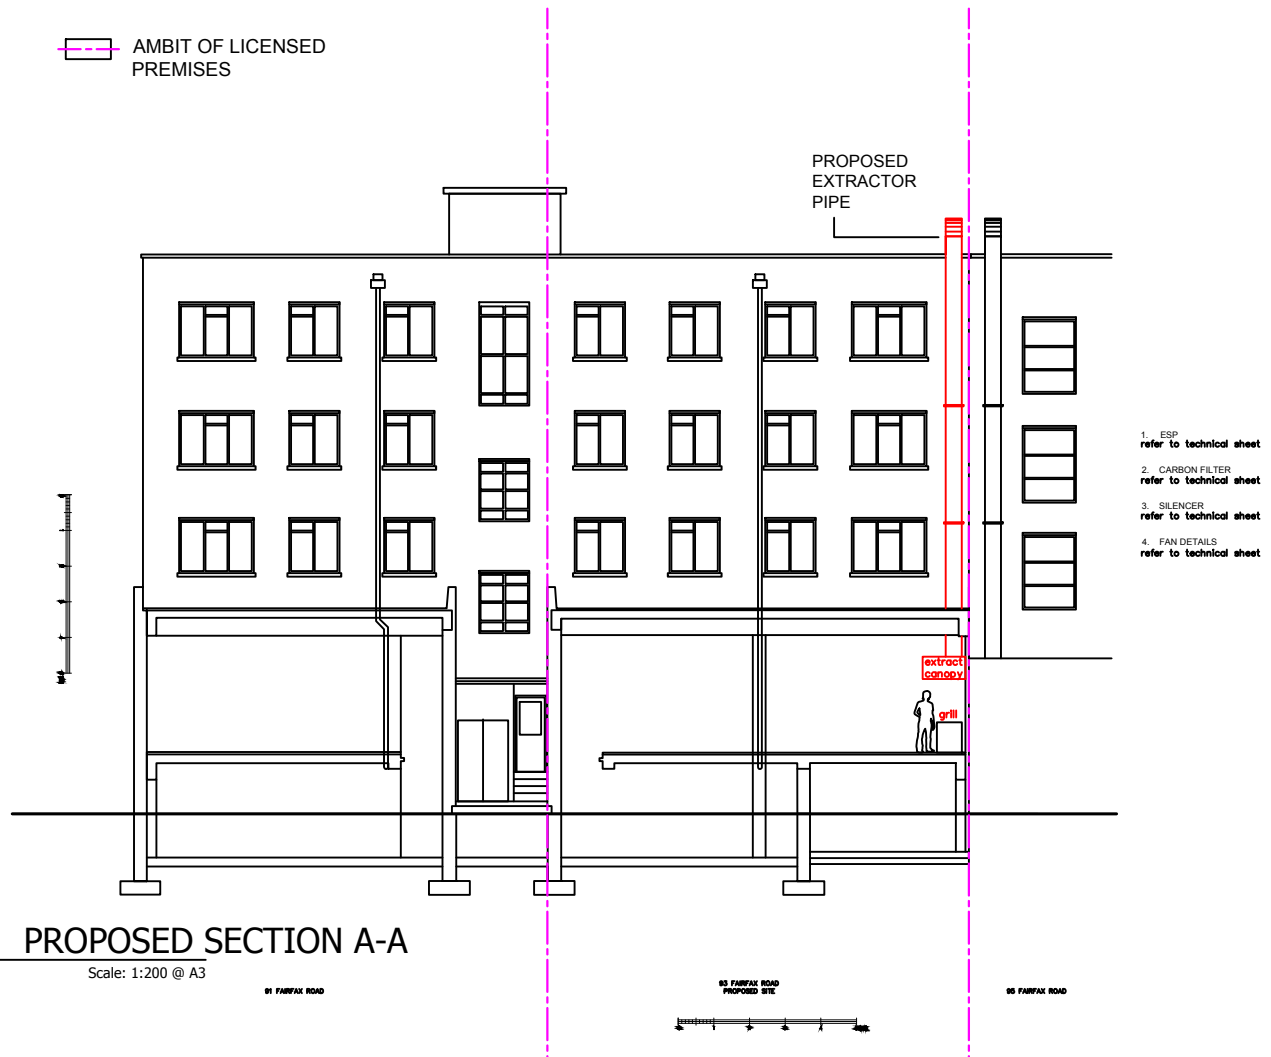 AMBIT OF LICENSED
PREMISES
PROPOSED
EXTRACTOR
PIPE
1. ESP
refer to technical sheet
2. CARBON FILTER
refer to technical sheet
3. SILENCER
refer to technical sheet
4. FAN DETAILS
refer to technical sheet
extract
canopy
grill
PROPOSED SECTION A-A
Scale: 1:200 @ A3
91 FAIRFAX ROAD
93 FAIRFAX ROAD
PROPOSED SITE
95 FAIRFAX ROAD